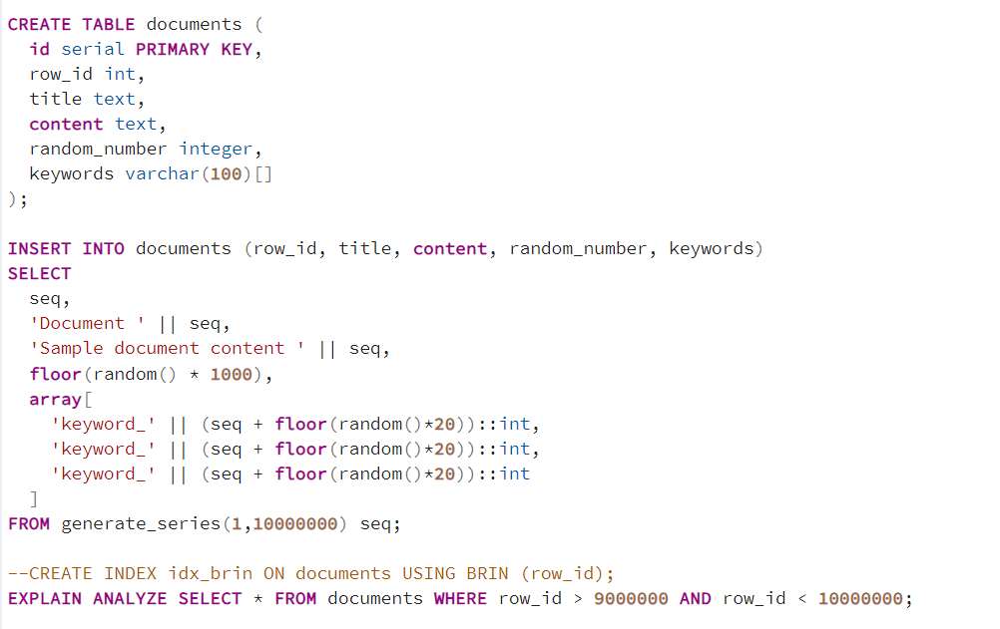 CREATE TABLE documents (
  id serial PRIMARY KEY,
  row_id int,
  title text,
  content text,
  random_number integer,
  keywords varchar(100)[]
);

INSERT INTO documents (row_id, title, content, random_number, keywords)
SELECT
  seq,
  'Document ' || seq,
  'Sample document content ' || seq,
  floor(random() * 1000),
  array[
    'keyword_' || (seq + floor(random()*20))::int,
    'keyword_' || (seq + floor(random()*20))::int,
    'keyword_' || (seq + floor(random()*20))::int
  ]
FROM generate_series(1,10000000) seq;

--CREATE INDEX idx_brin ON documents USING BRIN (row_id);
EXPLAIN ANALYZE SELECT * FROM documents WHERE row_id > 9000000 AND row_id < 10000000;